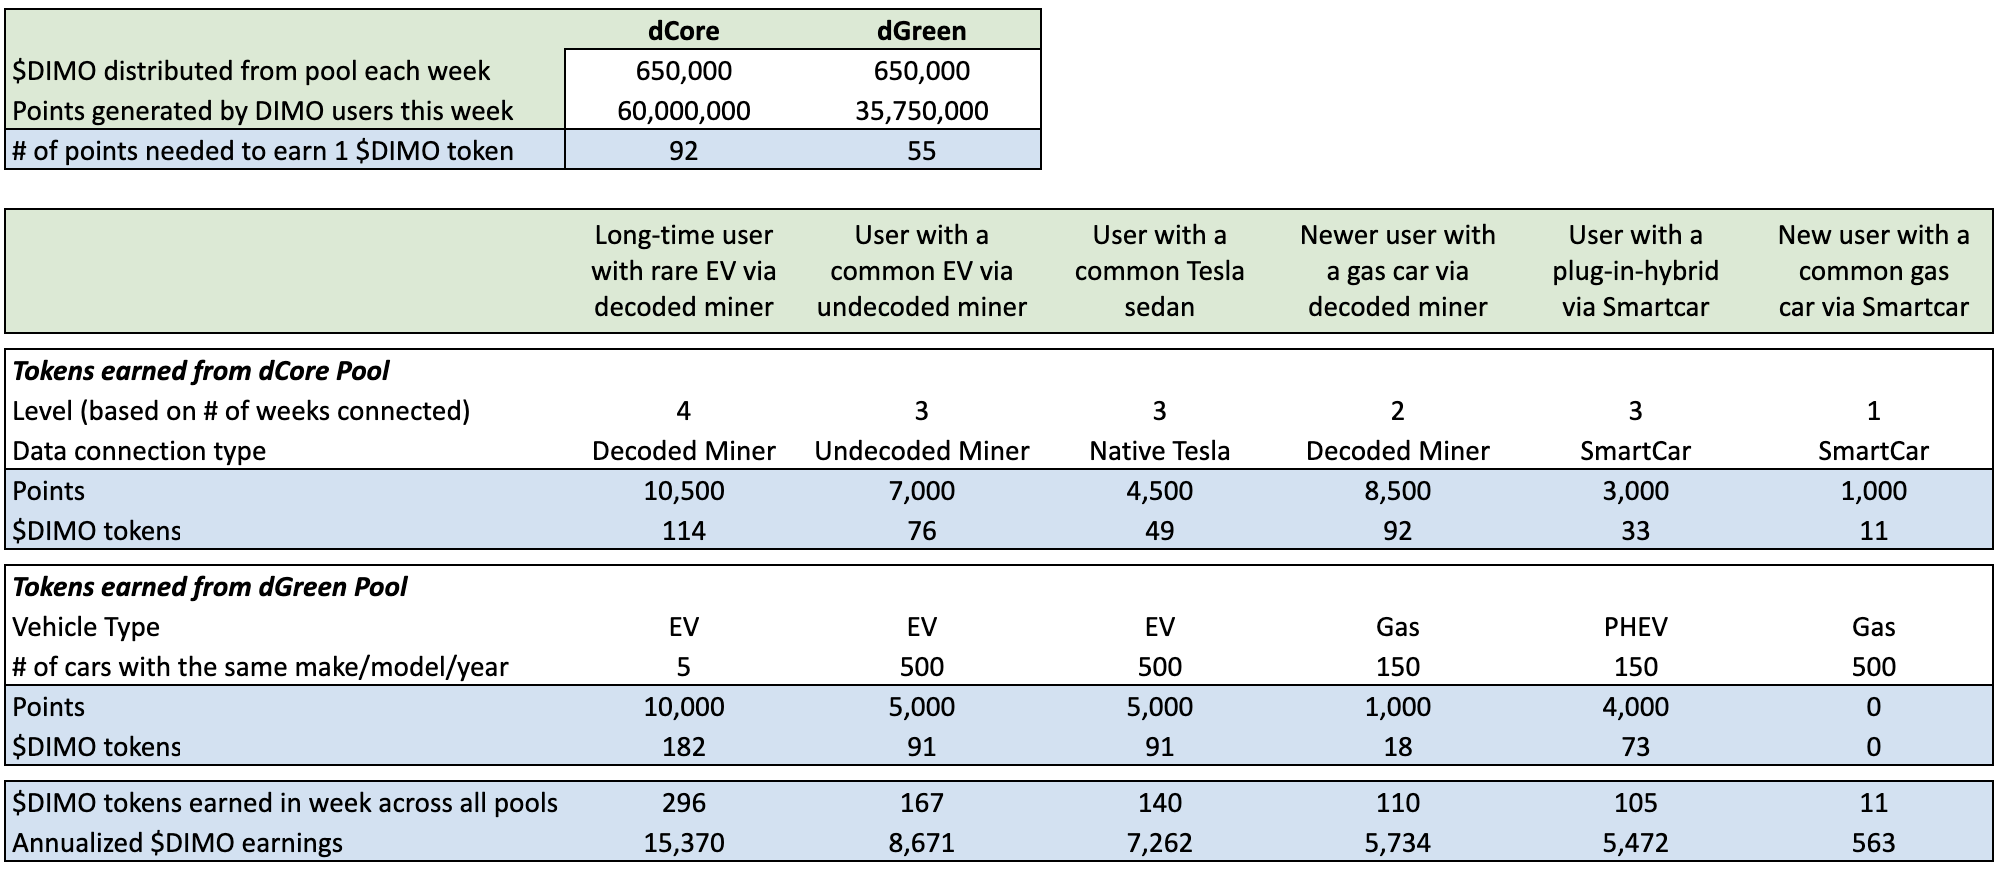 dCore dGreen
$DIMO distributed from pool each week 650,000 650,000
Points generated by DIMO users this week 60,000,000 35,750,000
# of points needed to earn 1 $DIMO token 92 55
Long-time user User with a User with a Newer user with User with a New user with a
with rare EV via common EV via common Tesla a gas car via plug-in-hybrid common gas
decoded miner undecoded miner sedan decoded miner via Smartcar car via Smartcar
Tokens earned from dCore Pool
Level (based on # of weeks connected) 4 3 3 2 3 1
Data connection type Decoded Miner Undecoded Miner Native Tesla Decoded Miner SmartCar SmartCar
Points 10,500 7,000 4,500 8,500 3,000 1,000
$DIMO tokens 114 76 49 92 33 11
Tokens earned from dGreen Pool
Vehicle Type EV EV EV Gas PHEV Gas
# of cars with the same make/model/year 5 500 500 150 150 500
Points 10,000 5,000 5,000 1,000 4,000 0
$DIMO tokens 182 91 91 18 73 0
$DIMO tokens earned in week across all pools 296 167 140 110 105 11
Annualized $DIMO earnings 15,370 8,671 7,262 5,734 5,472 563